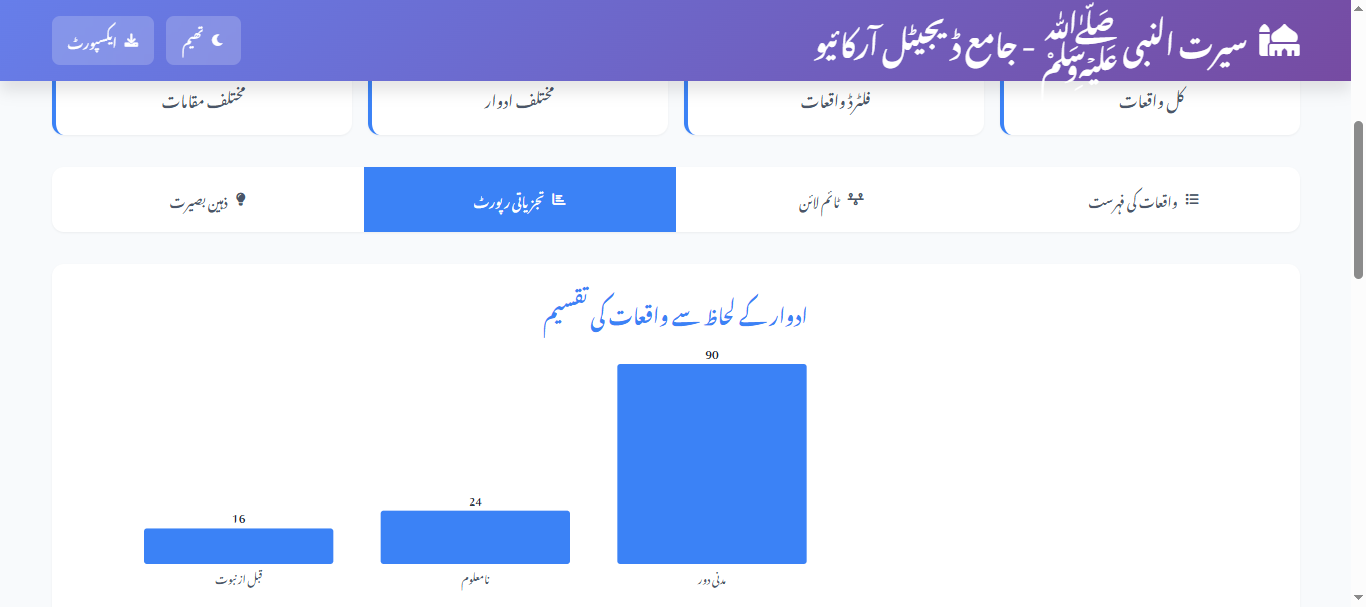 سیرت النبی ﷺ - جامع ڈیجیٹل آرکائیو
تھیم
ایکسپورٹ
کل واقعات
فلٹرڈ واقعات
مختلف ادوار
مختلف مقامات
واقعات کی فہرست
ٹائم لائن
تجزیاتی رپورٹ
ذہین بصیرت
ادوار کے لحاظ سے واقعات کی تقسیم
90
24
16
مدنی دور
نامعلوم
قبل از نبوت